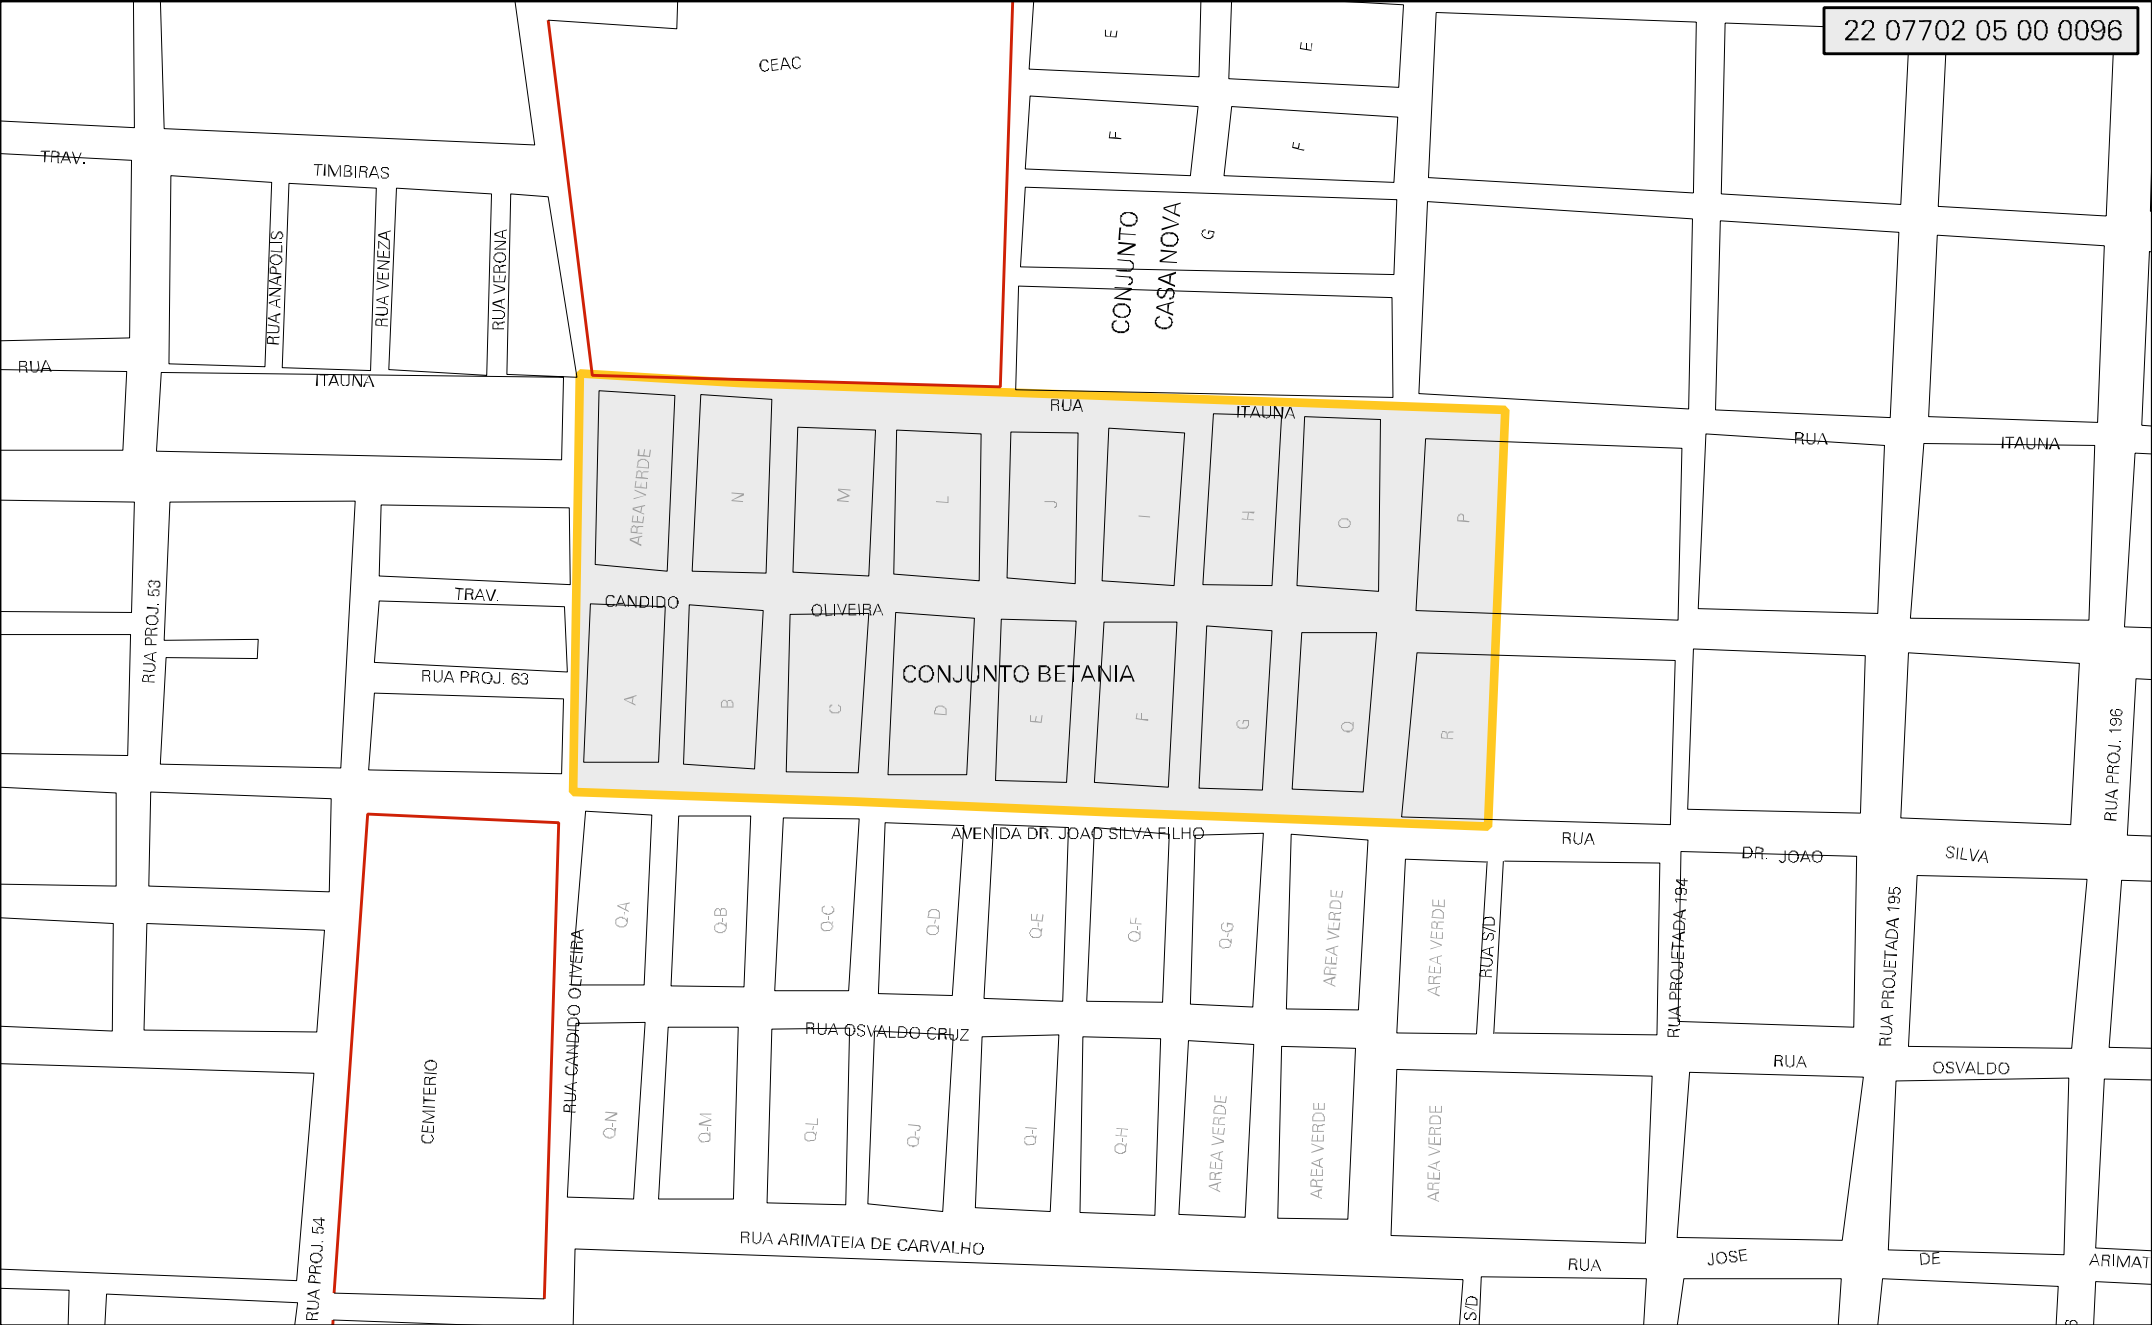 22 07702 05 00 0096
E
E
CEAC
F
F
TRAV.
TIMBIRAS
CONJUNTO
CASA NOVA
G
RUA ANAPOLIS
RUA VENEZA
RUA VERONA
RUA
ITAUNA
RUA
ITAUNA
RUA
ITAUNA
AREA VERDE
N
M
L
J
I
H
O
P
RUA PROJ. 53
TRAV.
CANDIDO
OLIVEIRA
RUA PROJ. 63
CONJUNTO BETANIA
A
B
C
D
E
F
G
Q
R
RUA PROJ. 196
AVENIDA DR. JOAO SILVA FILHO
RUA
DR. JOAO
SILVA
Q-A
Q-B
Q-C
Q-D
Q-E
Q-F
Q-G
AREA VERDE
AREA VERDE
RUA S/D
RUA PROJETADA 194
RUA PROJETADA 195
RUA CANDIDO OLIVEIRA
RUA OSVALDO CRUZ
RUA
OSVALDO
CEMITERIO
Q-N
Q-M
Q-L
Q-J
Q-I
Q-H
AREA VERDE
AREA VERDE
AREA VERDE
RUA PROJ. 54
RUA ARIMATEIA DE CARVALHO
RUA
JOSE
DE
ARIMAT
S/D